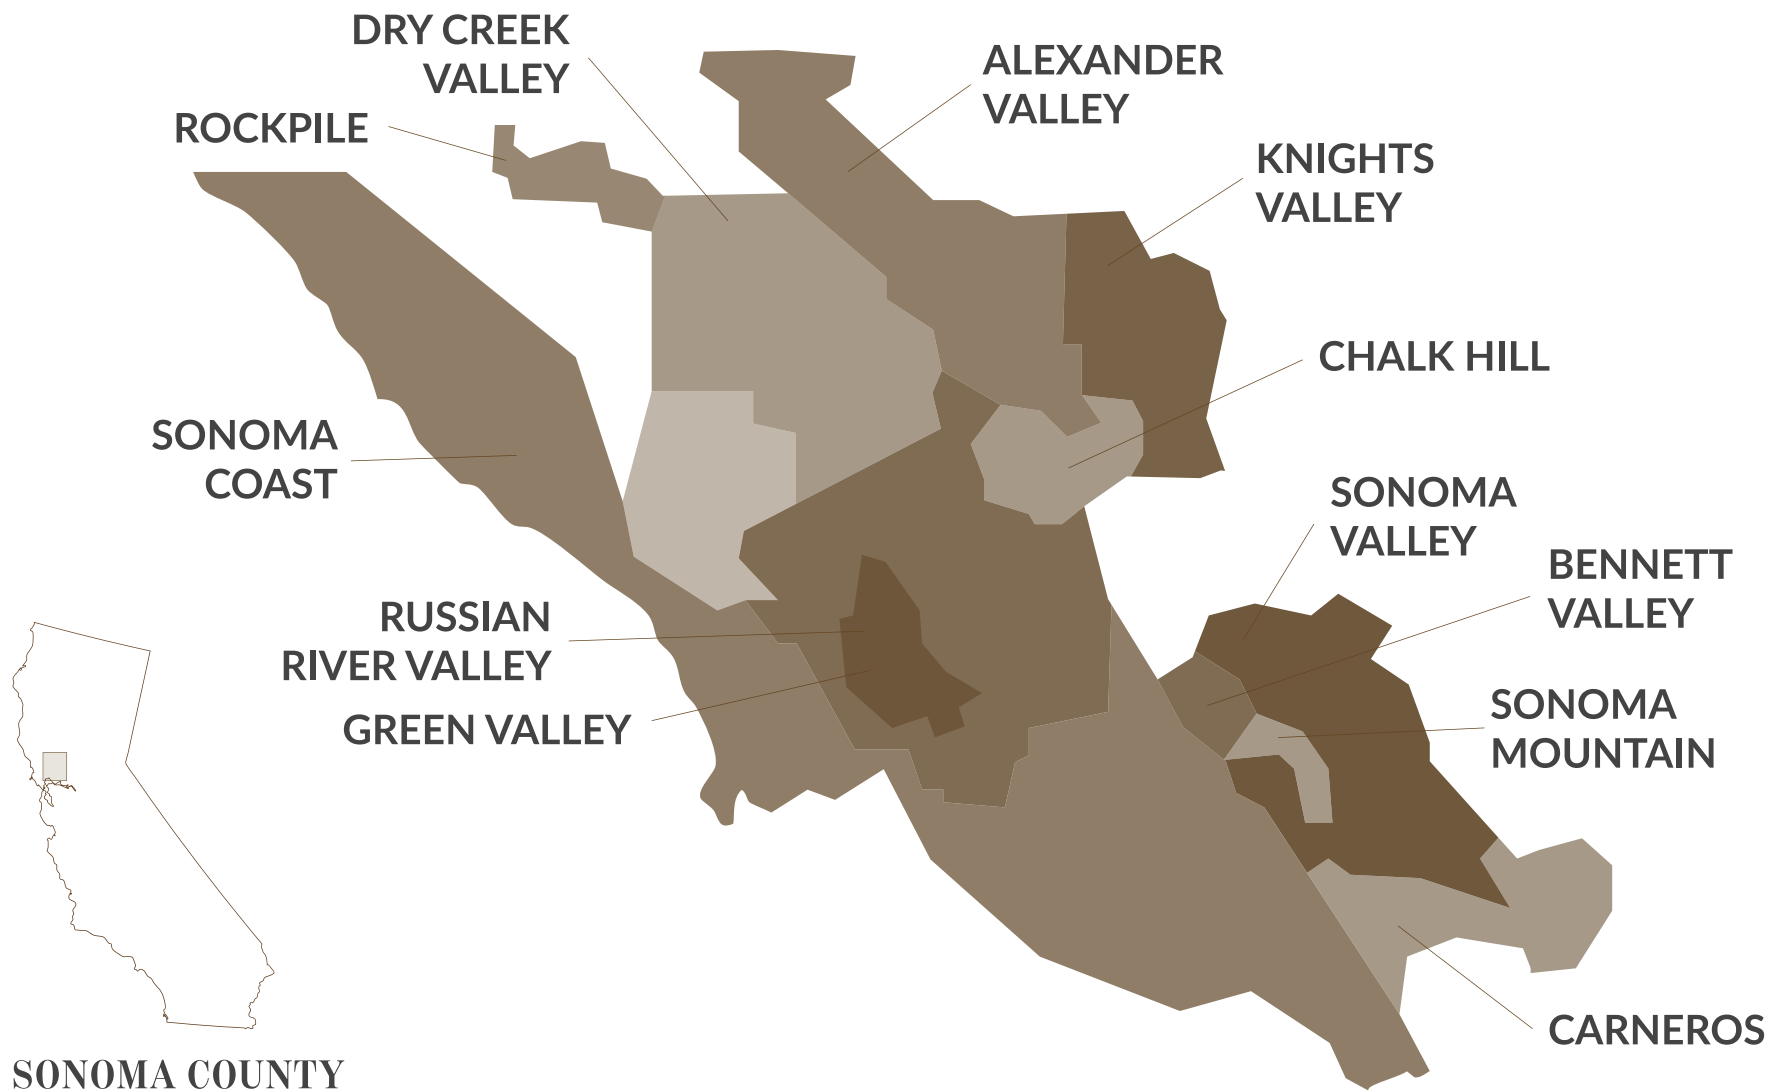 DRY CREEK
VALLEY
ALEXANDER
VALLEY
ROCKPILE
KNIGHTS
VALLEY
CHALK HILL
SONOMA
COAST
SONOMA
VALLEY
BENNETT
VALLEY
RUSSIAN
RIVER VALLEY
GREEN VALLEY
SONOMA
MOUNTAIN
CARNEROS
SONOMA COUNTY